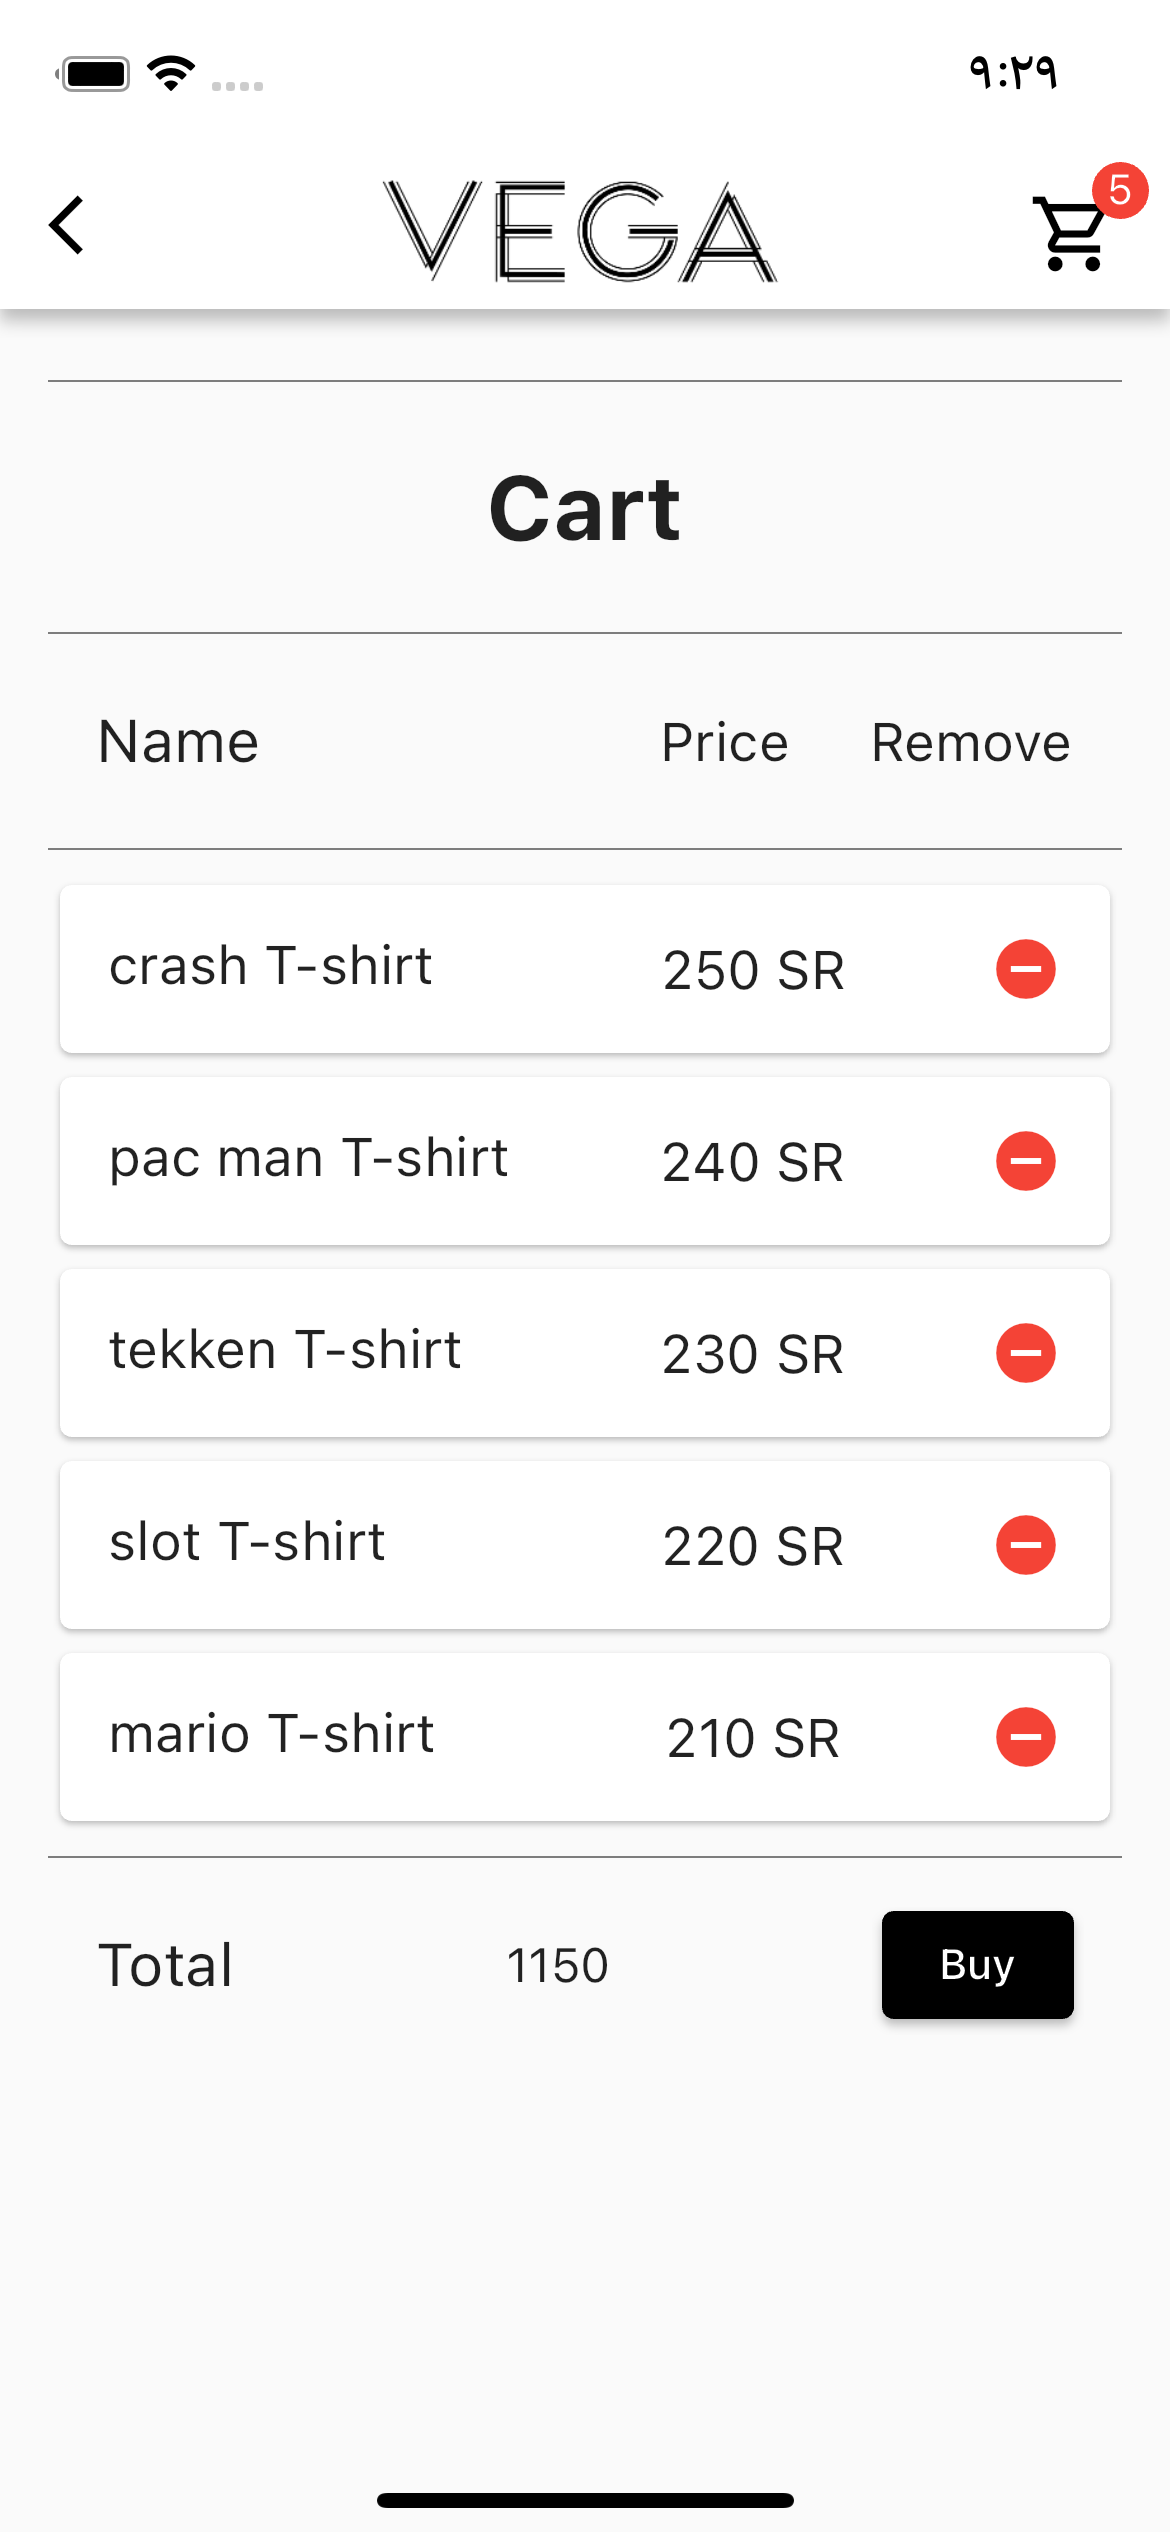 ٩:٢٩
VEGA
5
Cart
Name Price Remove
crash T-shirt 250 SR
pac man T-shirt 240 SR
tekken T-shirt 230 SR
slot T-shirt 220 SR
mario T-shirt 210 SR
Total 1150 Buy